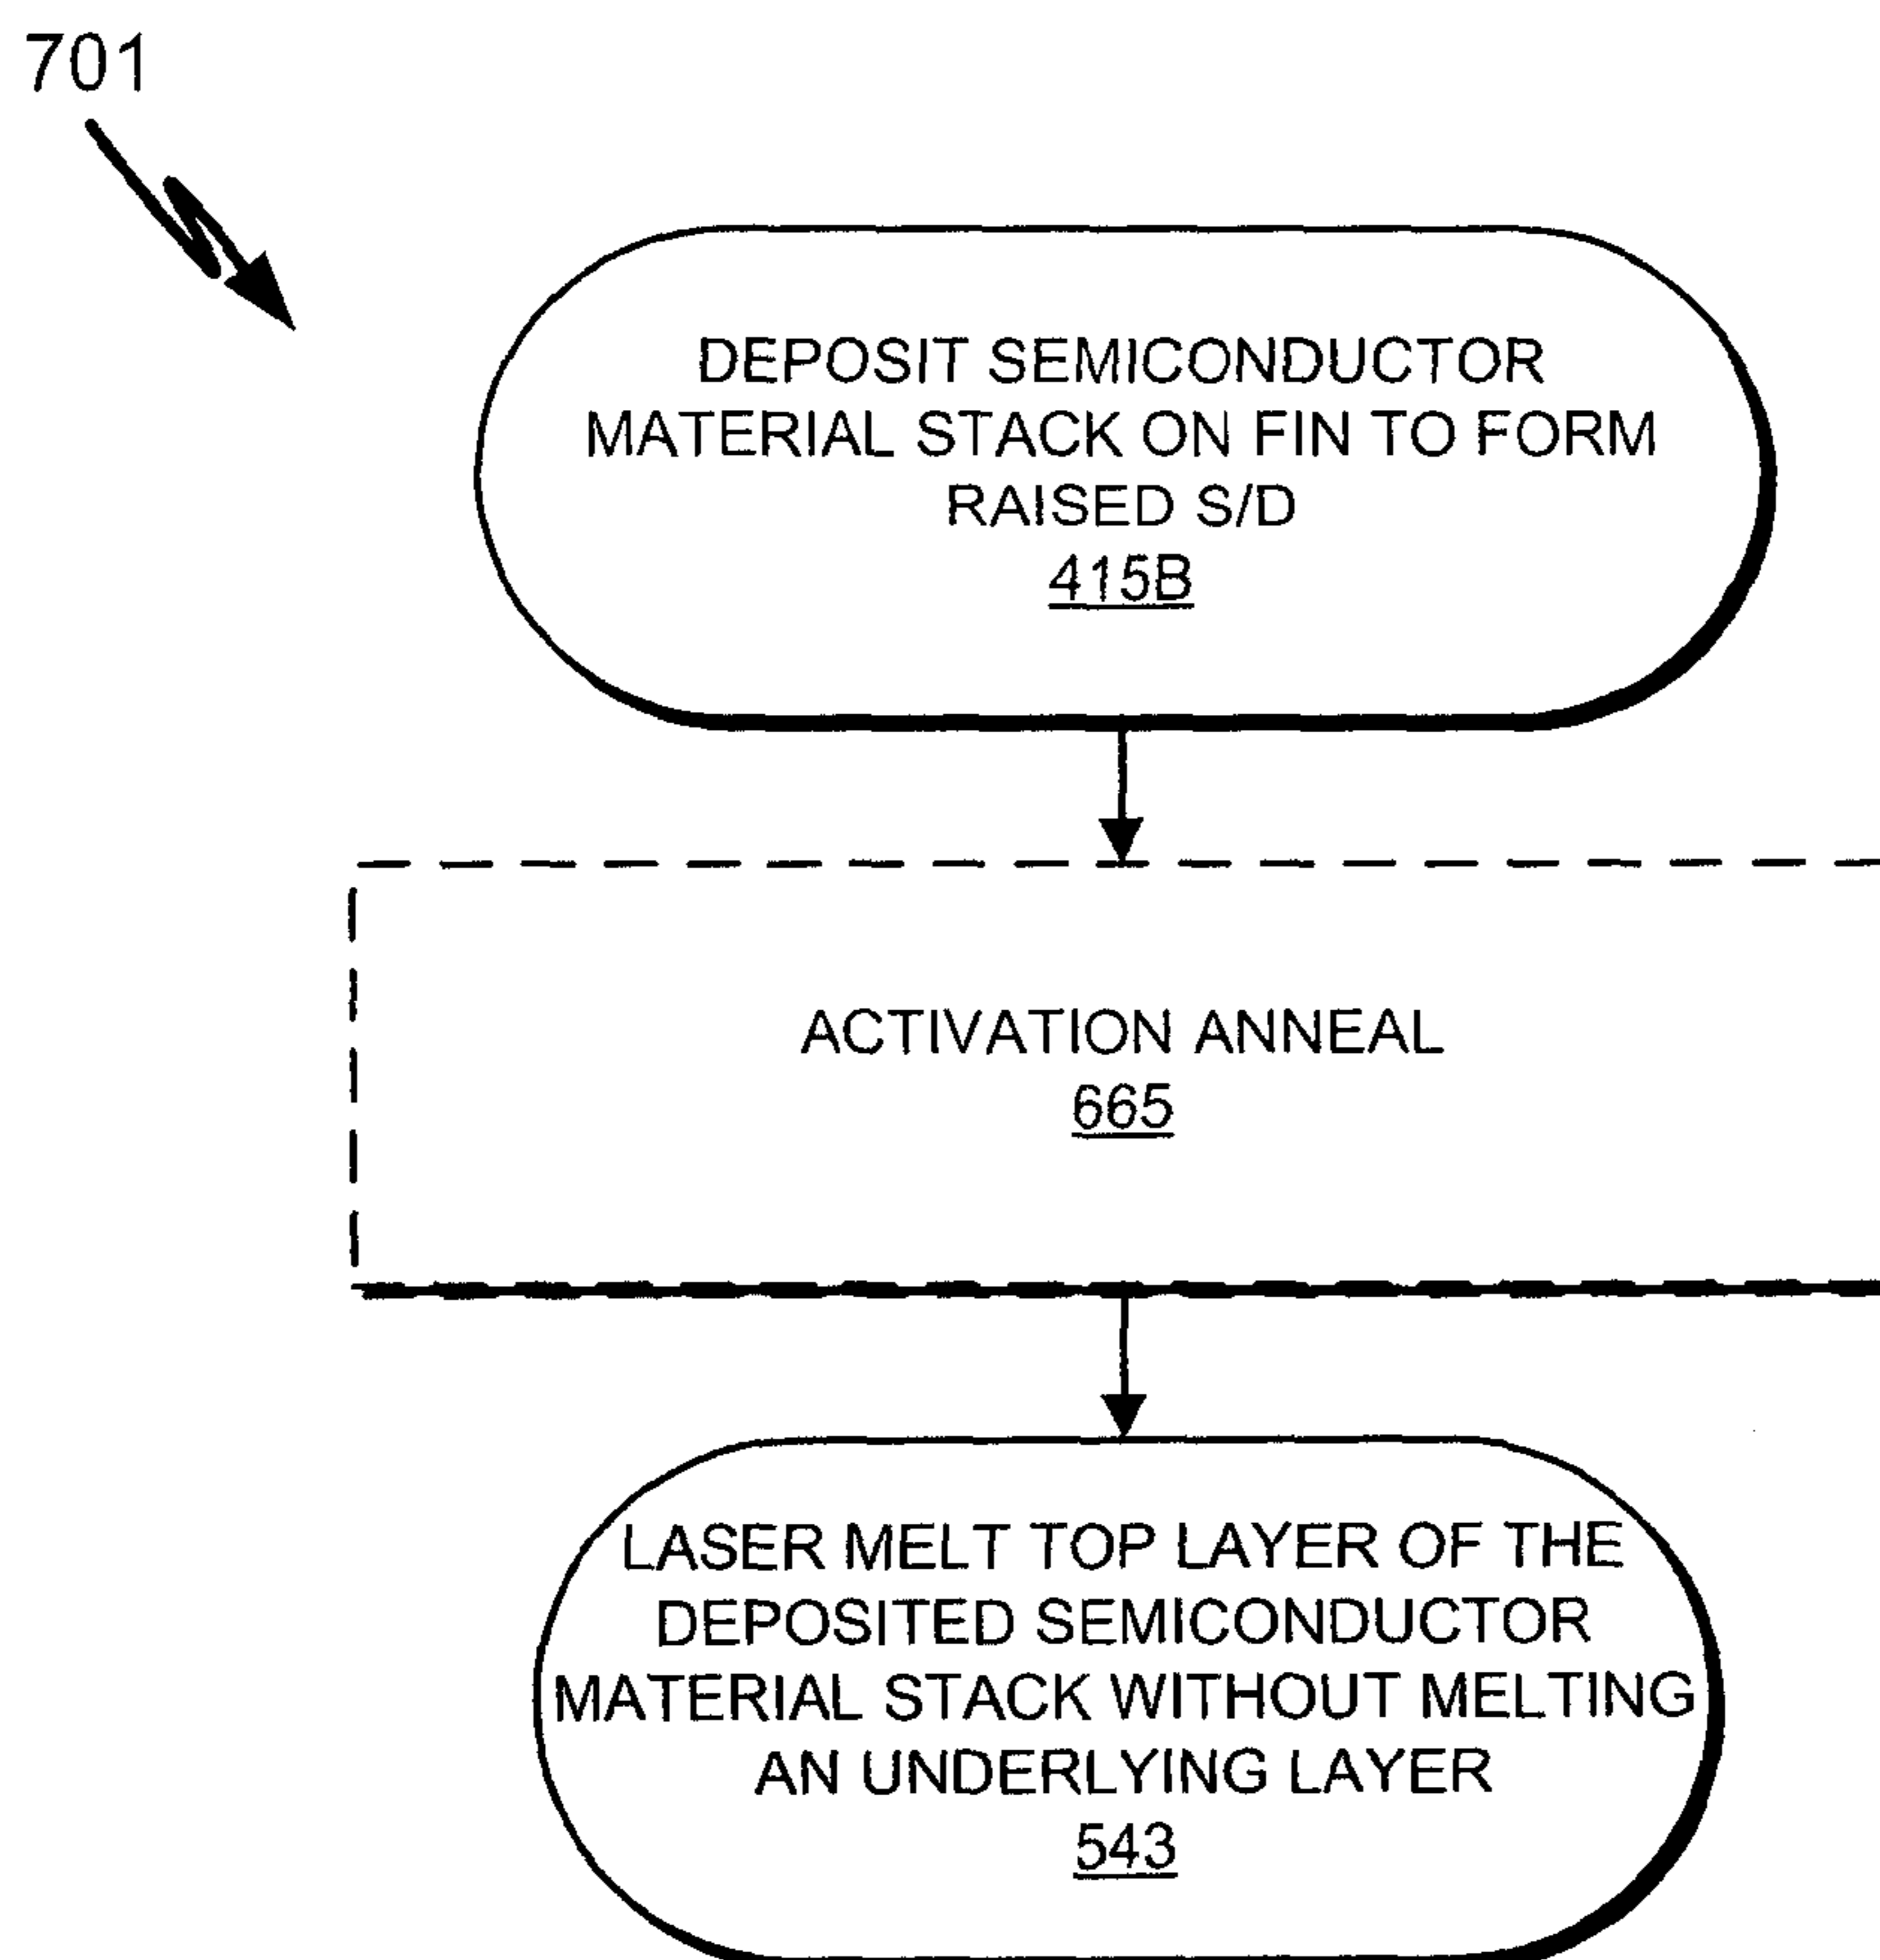 701
DEPOSIT SEMICONDUCTOR
MATERIAL STACK ON FIN TO FORM
RAISED S/D
415B
ACTIVATION ANNEAL
665
LASER MELT TOP LAYER OF THE
DEPOSITED SEMICONDUCTOR
MATERIAL STACK WITHOUT MELTING
AN UNDERLYING LAYER
543